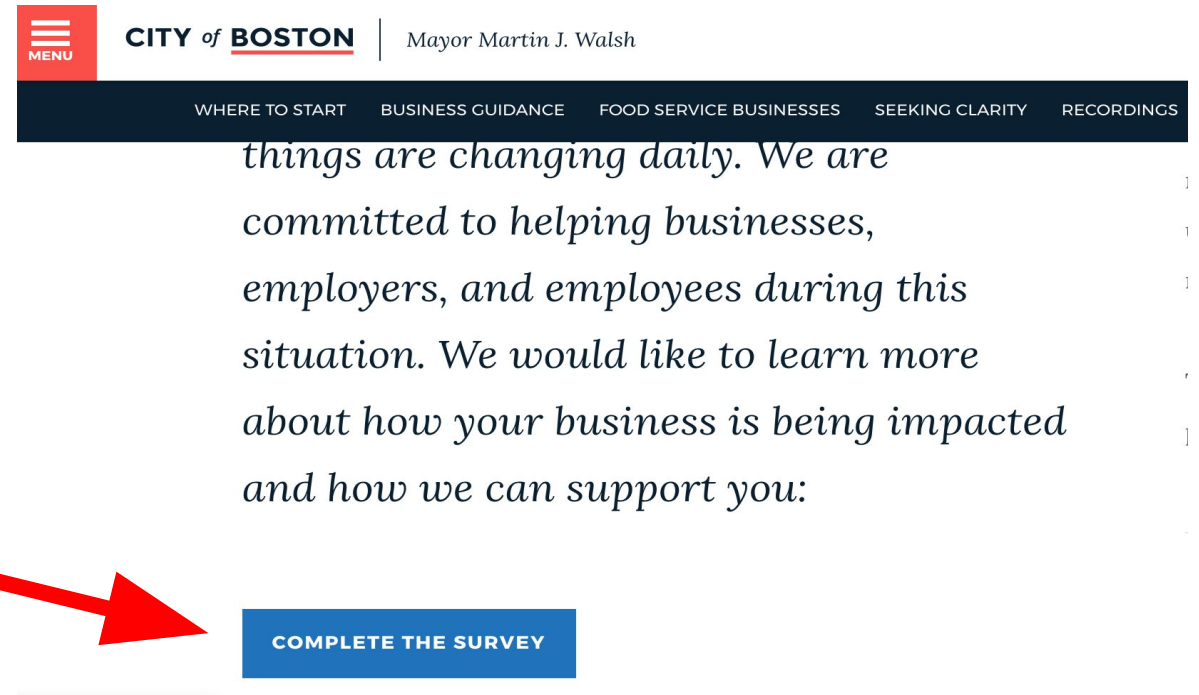 MENU
CITY of BOSTON
Mayor Martin J. Walsh
WHERE TO START BUSINESS GUIDANCE FOOD SERVICE BUSINESSES SEEKING CLARITY RECORDINGS
things are changing daily. We are
committed to helping businesses,
employers, and employees during this
situation. We would like to learn more
about how your business is being impacted
and how we can support you:
COMPLETE THE SURVEY